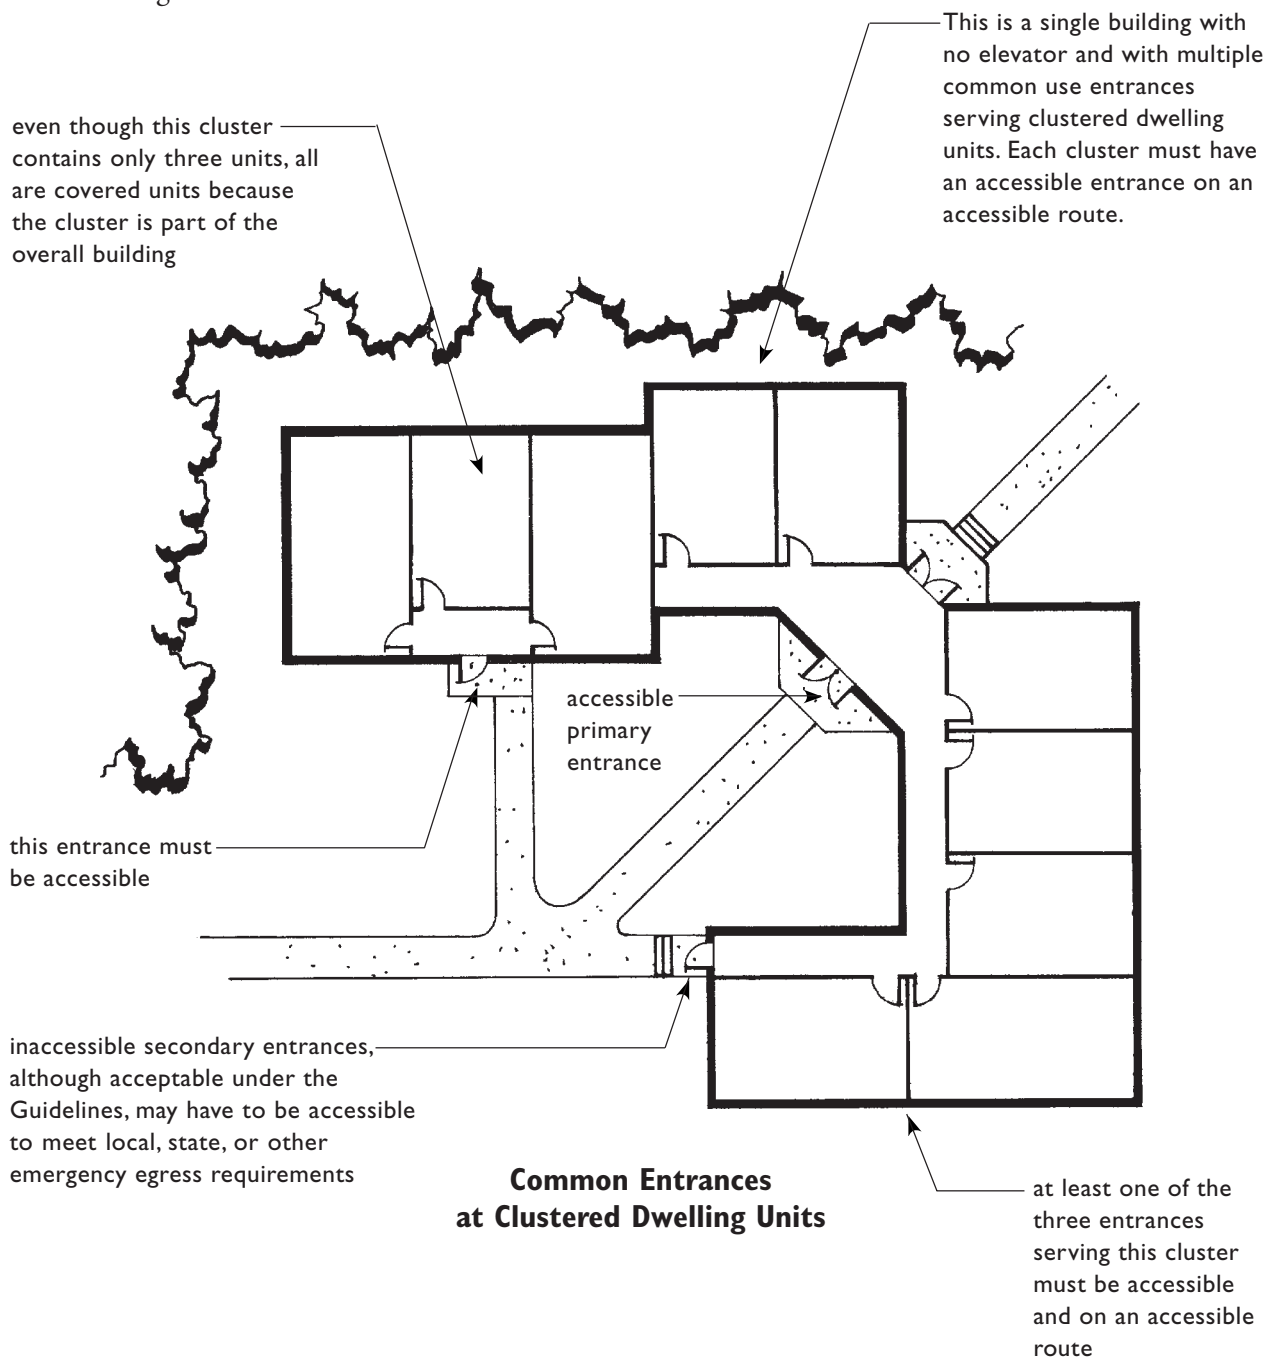 This is a single building with
no elevator and with multiple
common use entrances
serving clustered dwelling
units. Each cluster must have
an accessible entrance on an
accessible route.
even though this cluster
contains only three units, all
are covered units because
the cluster is part of the
overall building
accessible
primary
entrance
this entrance must
be accessible
inaccessible secondary entrances,
although acceptable under the
Guidelines, may have to be accessible
to meet local, state, or other
emergency egress requirements
Common Entrances
at Clustered Dwelling Units
at least one of the
three entrances
serving this cluster
must be accessible
and on an accessible
route